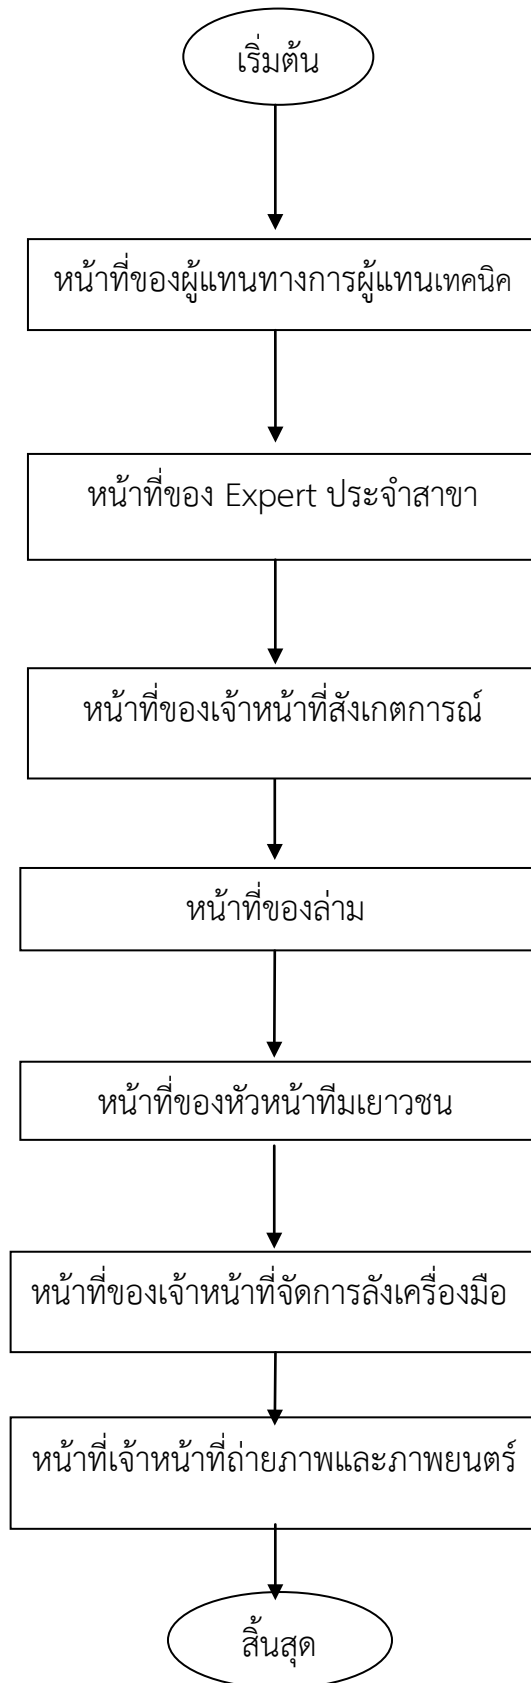 เริ่มต้น
หน้าที่ของผู้แทนทางการผู้แทนเทคนิค
หน้าที่ของ Expert ประจำสาขา
หน้าที่ของเจ้าหน้าที่สังเกตการณ์
หน้าที่ของล่าม
หน้าที่ของหัวหน้าทีมเยาวชน
หน้าที่ของเจ้าหน้าที่จัดการลังเครื่องมือ
หน้าที่เจ้าหน้าที่ถ่ายภาพและภาพยนตร์
สิ้นสุด